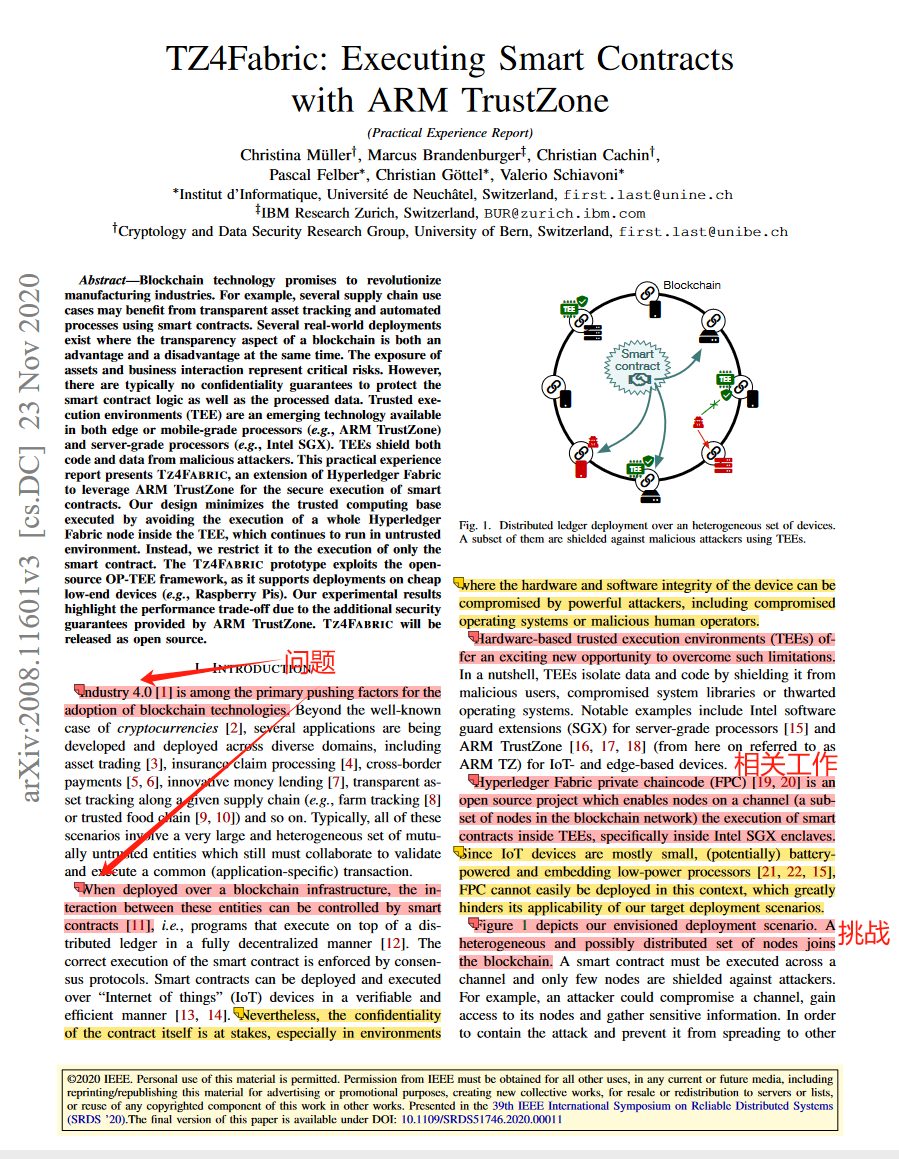 TZ4Fabric: Executing Smart Contracts
with ARM TrustZone
(Practical Experience Report)
Christina Müller†, Marcus Brandenburger‡, Christian Cachin†,
Pascal Felber*, Christian Göttel*, Valerio Schiavoni*
*Institut d'Informatique, Université de Neuchâtel, Switzerland, first.last@unine.ch
‡IBM Research Zurich, Switzerland, BUR@zurich.ibm.com
†Cryptology and Data Security Research Group, University of Bern, Switzerland, first.last@unibe.ch
arXiv:2008.11601v3 [cs.DC] 23 Nov 2020
Abstract—Blockchain technology promises to revolutionize
manufacturing industries. For example, several supply chain use
cases may benefit from transparent asset tracking and automated
processes using smart contracts. Several real-world deployments
exist where the transparency aspect of a blockchain is both an
advantage and a disadvantage at the same time. The exposure of
assets and business interaction represent critical risks. However,
there are typically no confidentiality guarantees to protect the
smart contract logic as well as the processed data. Trusted exe-
cution environments (TEE) are an emerging technology available
in both edge or mobile-grade processors (e.g., ARM TrustZone)
and server-grade processors (e.g., Intel SGX). TEEs shield both
code and data from malicious attackers. This practical experience
report presents TZ4FABRIC, an extension of Hyperledger Fabric
to leverage ARM TrustZone for the secure execution of smart
contracts. Our design minimizes the trusted computing base
executed by avoiding the execution of a whole Hyperledger
Fabric node inside the TEE, which continues to run in untrusted
environment. Instead, we restrict it to the execution of only the
smart contract. The TZ4FABRIC prototype exploits the open-
source OP-TEE framework, as it supports deployments on cheap
low-end devices (e.g., Raspberry Pis). Our experimental results
highlight the performance trade-off due to the additional security
guarantees provided by ARM TrustZone. TZ4FABRIC will be
released as open source.
I. INTRODUCTION
问题
Industry 4.0 [1] is among the primary pushing factors for the
adoption of blockchain technologies. Beyond the well-known
case of cryptocurrencies [2], several applications are being
developed and deployed across diverse domains, including
asset trading [3], insurance claim processing [4], cross-border
payments [5, 6], innovative money lending [7], transparent as-
set tracking along a given supply chain (e.g., farm tracking [8]
or trusted food chain [9, 10]) and so on. Typically, all of these
scenarios involve a very large and heterogeneous set of mutu-
ally untrusted entities which still must collaborate to validate
and execute a common (application-specific) transaction.
When deployed over a blockchain infrastructure, the in-
teraction between these entities can be controlled by smart
contracts [11], i.e., programs that execute on top of a dis-
tributed ledger in a fully decentralized manner [12]. The
correct execution of the smart contract is enforced by consen-
sus protocols. Smart contracts can be deployed and executed
over "Internet of things" (IoT) devices in a verifiable and
efficient manner [13, 14]. Nevertheless, the confidentiality
of the contract itself is at stakes, especially in environments
Blockchain
TEE
Smart
contract
TEE
TEE
Fig. 1. Distributed ledger deployment over an heterogeneous set of devices.
A subset of them are shielded against malicious attackers using TEEs.
where the hardware and software integrity of the device can be
compromised by powerful attackers, including compromised
operating systems or malicious human operators.
Hardware-based trusted execution environments (TEEs) of-
fer an exciting new opportunity to overcome such limitations.
In a nutshell, TEEs isolate data and code by shielding it from
malicious users, compromised system libraries or thwarted
operating systems. Notable examples include Intel software
guard extensions (SGX) for server-grade processors [15] and
ARM TrustZone [16, 17, 18] (from here on referred to as
ARM TZ) for IoT- and edge-based devices.
相关工作
Hyperledger Fabric private chaincode (FPC) [19, 20] is an
open source project which enables nodes on a channel (a sub-
set of nodes in the blockchain network) the execution of smart
contracts inside TEEs, specifically inside Intel SGX enclaves.
Since IoT devices are mostly small, (potentially) battery-
powered and embedding low-power processors [21, 22, 15],
FPC cannot easily be deployed in this context, which greatly
hinders its applicability of our target deployment scenarios.
Figure 1 depicts our envisioned deployment scenario. A
挑战
heterogeneous and possibly distributed set of nodes joins
the blockchain. A smart contract must be executed across a
channel and only few nodes are shielded against attackers.
For example, an attacker could compromise a channel, gain
access to its nodes and gather sensitive information. In order
to contain the attack and prevent it from spreading to other
©2020 IEEE. Personal use of this material is permitted. Permission from IEEE must be obtained for all other uses, in any current or future media, including
reprinting/republishing this material for advertising or promotional purposes, creating new collective works, for resale or redistribution to servers or lists,
or reuse of any copyrighted component of this work in other works. Presented in the 39th IEEE International Symposium on Reliable Distributed Systems
(SRDS '20).The final version of this paper is available under DOI: 10.1109/SRDS51746.2020.00011